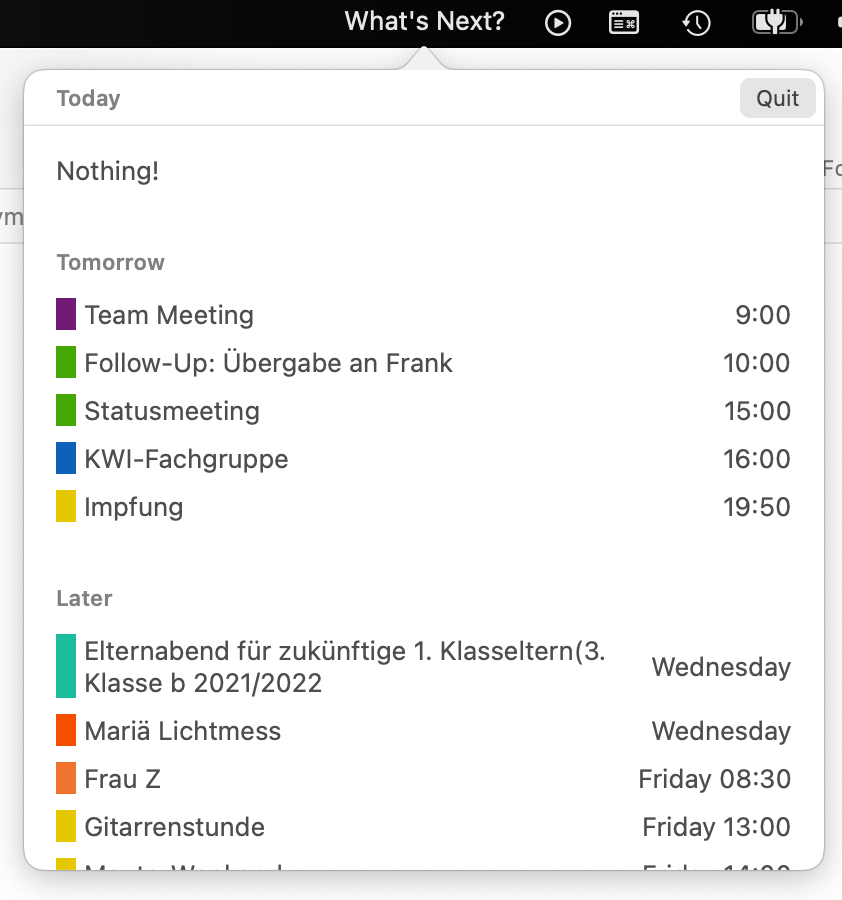 What's Next?
Today
Quit
Nothing!
Tomorrow
Team Meeting 9:00
Follow-Up: Übergabe an Frank 10:00
Statusmeeting 15:00
KWI-Fachgruppe 16:00
Impfung 19:50
Later
Elternabend für zukünftige 1. Klasseltern(3.
Klasse b 2021/2022
Wednesday
Mariä Lichtmess Wednesday
Frau Z Friday 08:30
Gitarrenstunde Friday 13:00